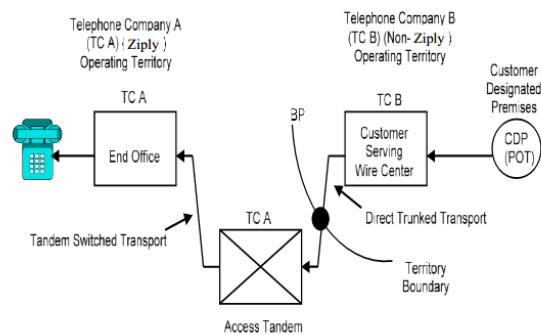 Telephone Company A
(TC A) ( Ziply )
Operating Territory
Telephone Company B
(TC B) (Non- Ziply )
Operating Territory
Customer
Designated
Premises
TC A
End Office
BP
TC B
Customer
Serving
Wire Center
CDP
(POT)
Tandem Switched Transport
TC A
Direct Trunked Transport
Territory
Boundary
Access Tandem